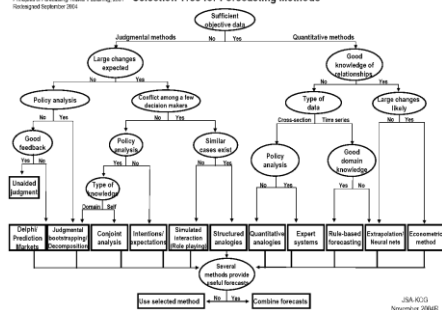 Selection Tree for Forecasting Methods
Redesigned September 2004
Sufficient
objective data
Judgmental methods
No
Yes
Quantitative methods
Large changes
expected
Good
knowledge of
relationships
No
Yes
No
Yes
Policy analysis
Conflict among a few
decision makers
Type of
data
Large changes
likely
No
Yes
No
Yes
Cross-section
Time series
No
Yes
Good
feedback
Policy
analysis
Similar
cases exist
Policy
analysis
Good
domain
knowledge
Yes
No
Yes
No
No
Yes
No
Yes
Yes
No
Unaided
judgment
Type of
knowledge
Domain
Self
Delphi/
Prediction
Markets
Judgmental
bootstrapping/
Decomposition
Conjoint
analysis
Intentions/
expectations
Simulated
interaction
(Role playing)
Structured
analogies
Quantitative
analogies
Expert
systems
Rule-based
forecasting
Extrapolation/
Neural nets
Econometric
method
Several
methods provide
useful forecasts
Use selected method
No
Yes
Combine forecasts
JSA-KCG